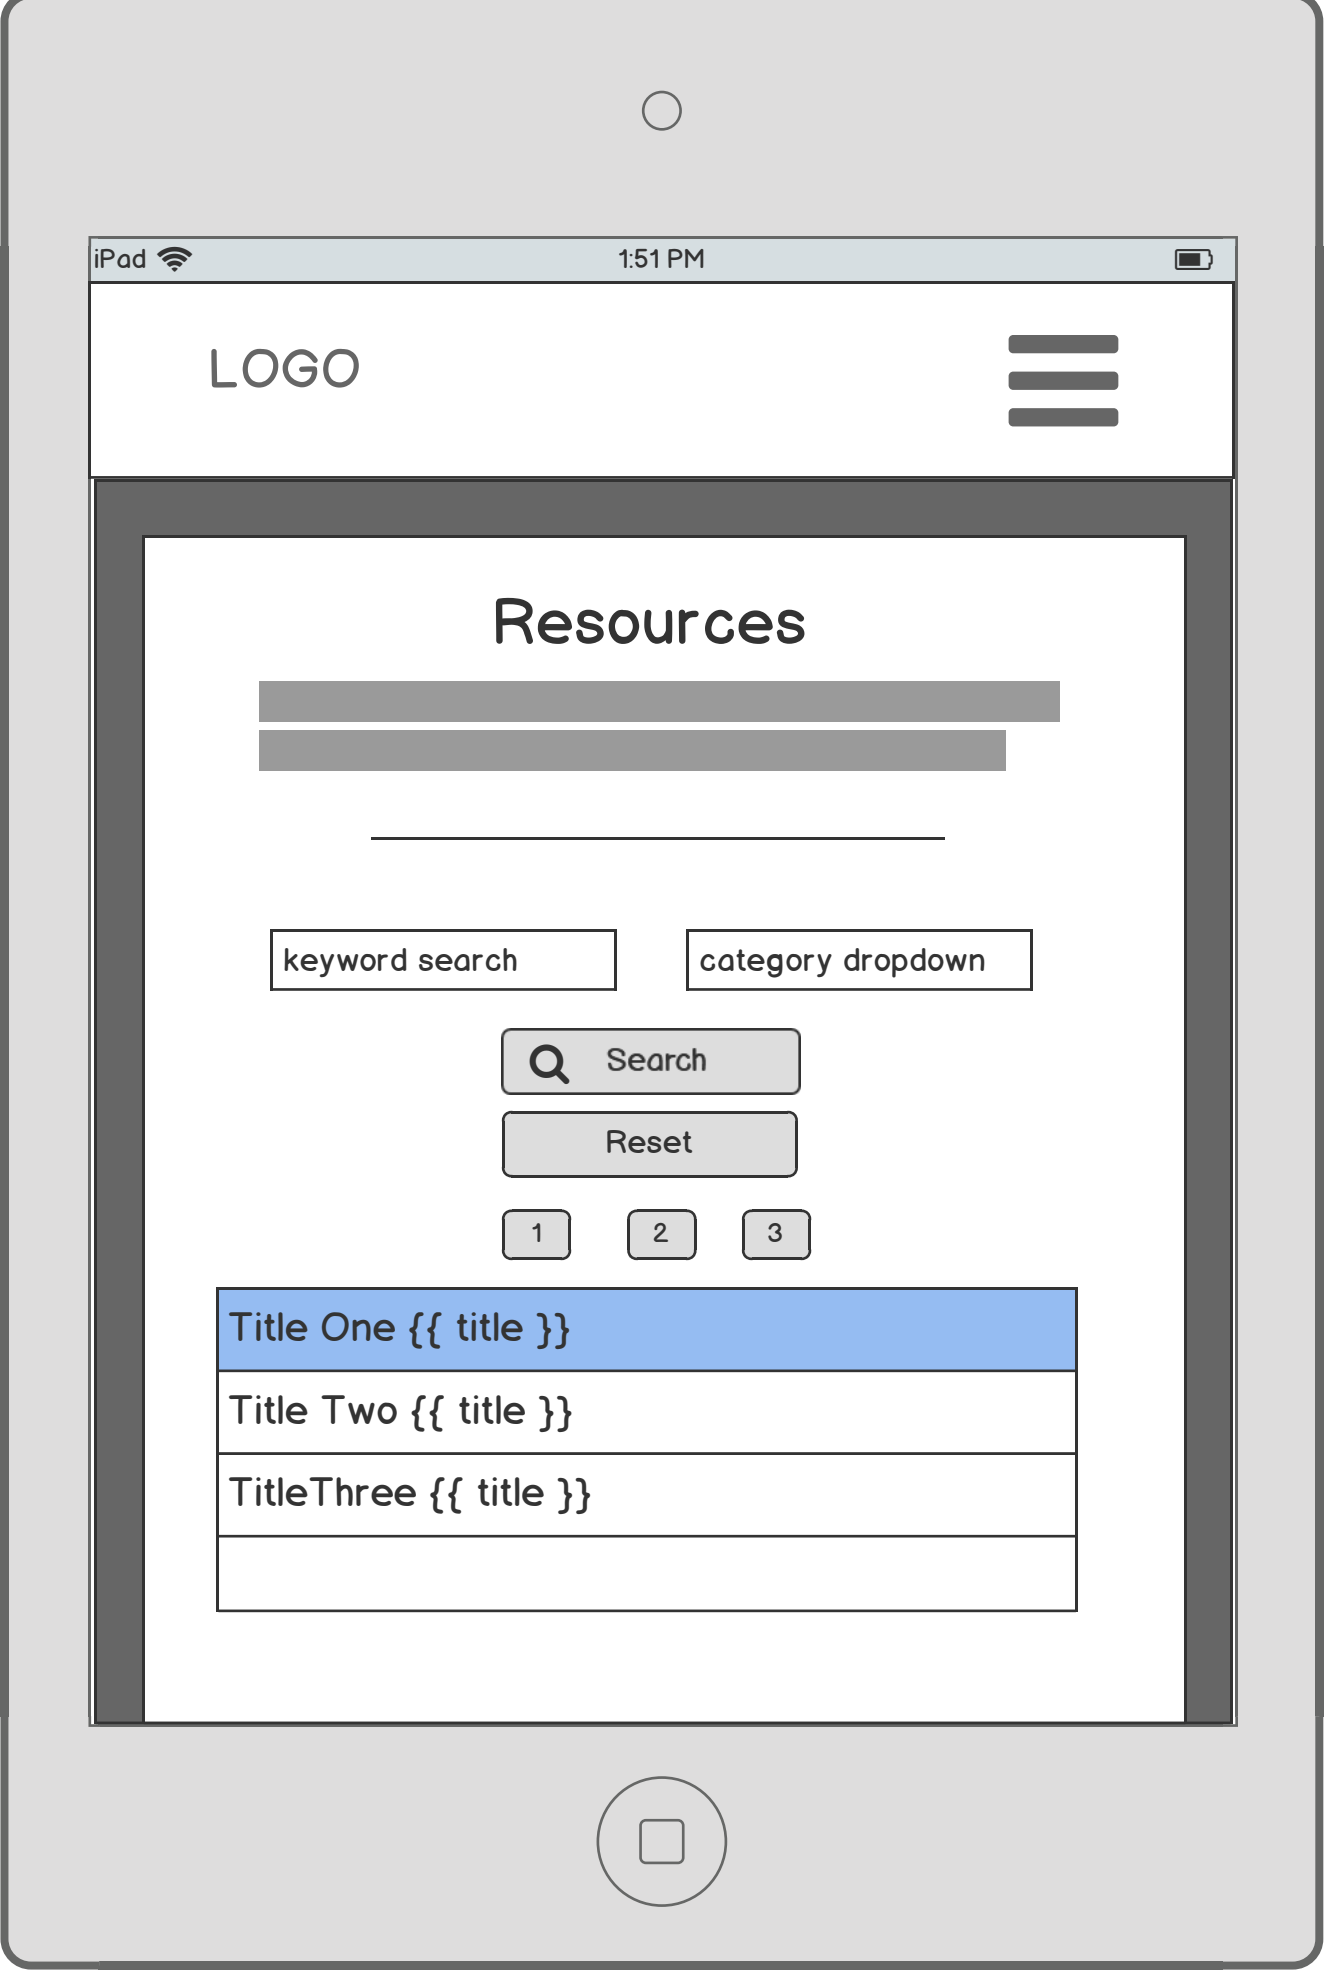 iPad 1:51 PM
LOGO
Resources
keyword search category dropdown
Search
Reset
1 2 3
Title One {{ title }}
Title Two {{ title }}
TitleThree {{ title }}